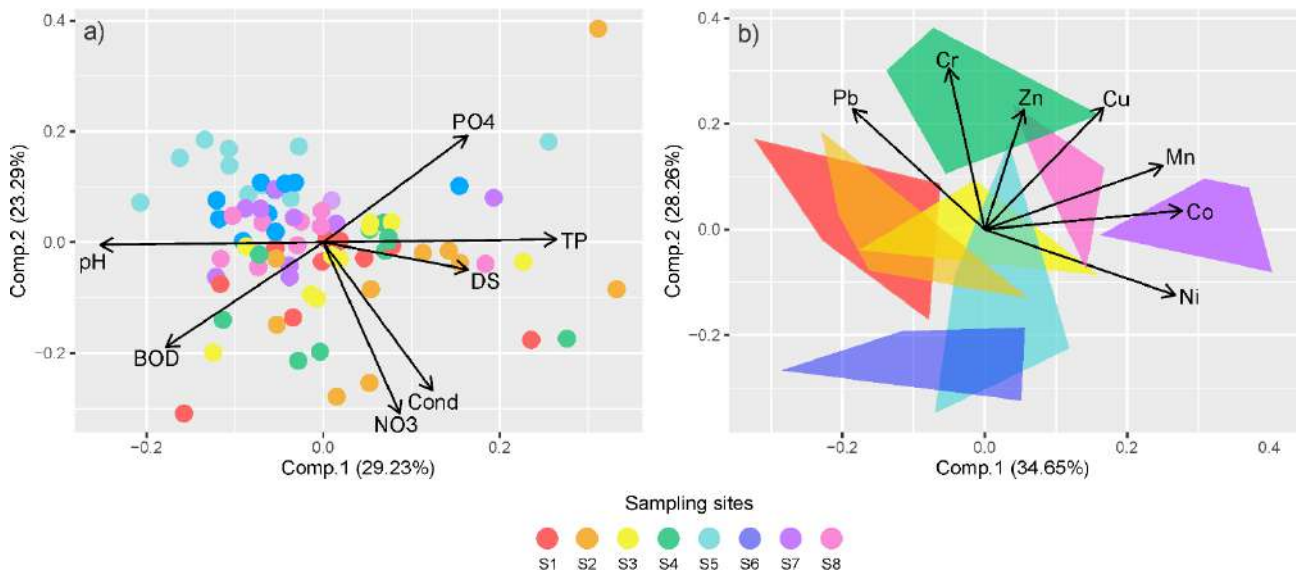 a)
0.4
0.2
0.0
−0.2
Comp.2 (23.29%)
PO4
TP
pH
DS
BOD
Cond
NO3
−0.2
0.0
0.2
Comp.1 (29.23%)
b)
0.4
0.2
0.0
−0.2
Comp.2 (28.26%)
Cr
Pb
Zn
Cu
Mn
Co
Ni
−0.2
0.0
0.2
0.4
Comp.1 (34.65%)
Sampling sites
S1 S2 S3 S4 S5 S6 S7 S8